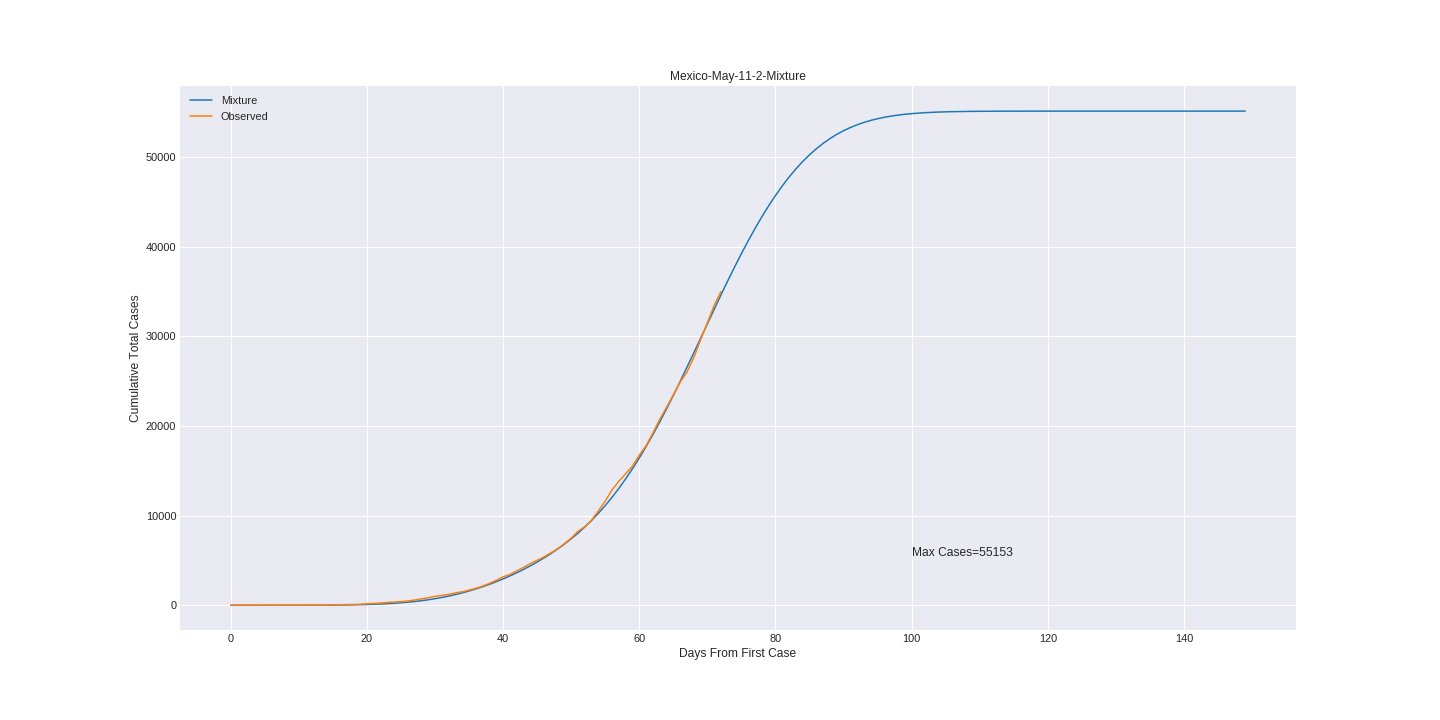 Mexico-May-11-2-Mixture
Mixture
Observed
Cumulative Total Cases
50000
40000
30000
20000
10000
0
Max Cases=55153
0 20 40 60 80 100 120 140
Days From First Case